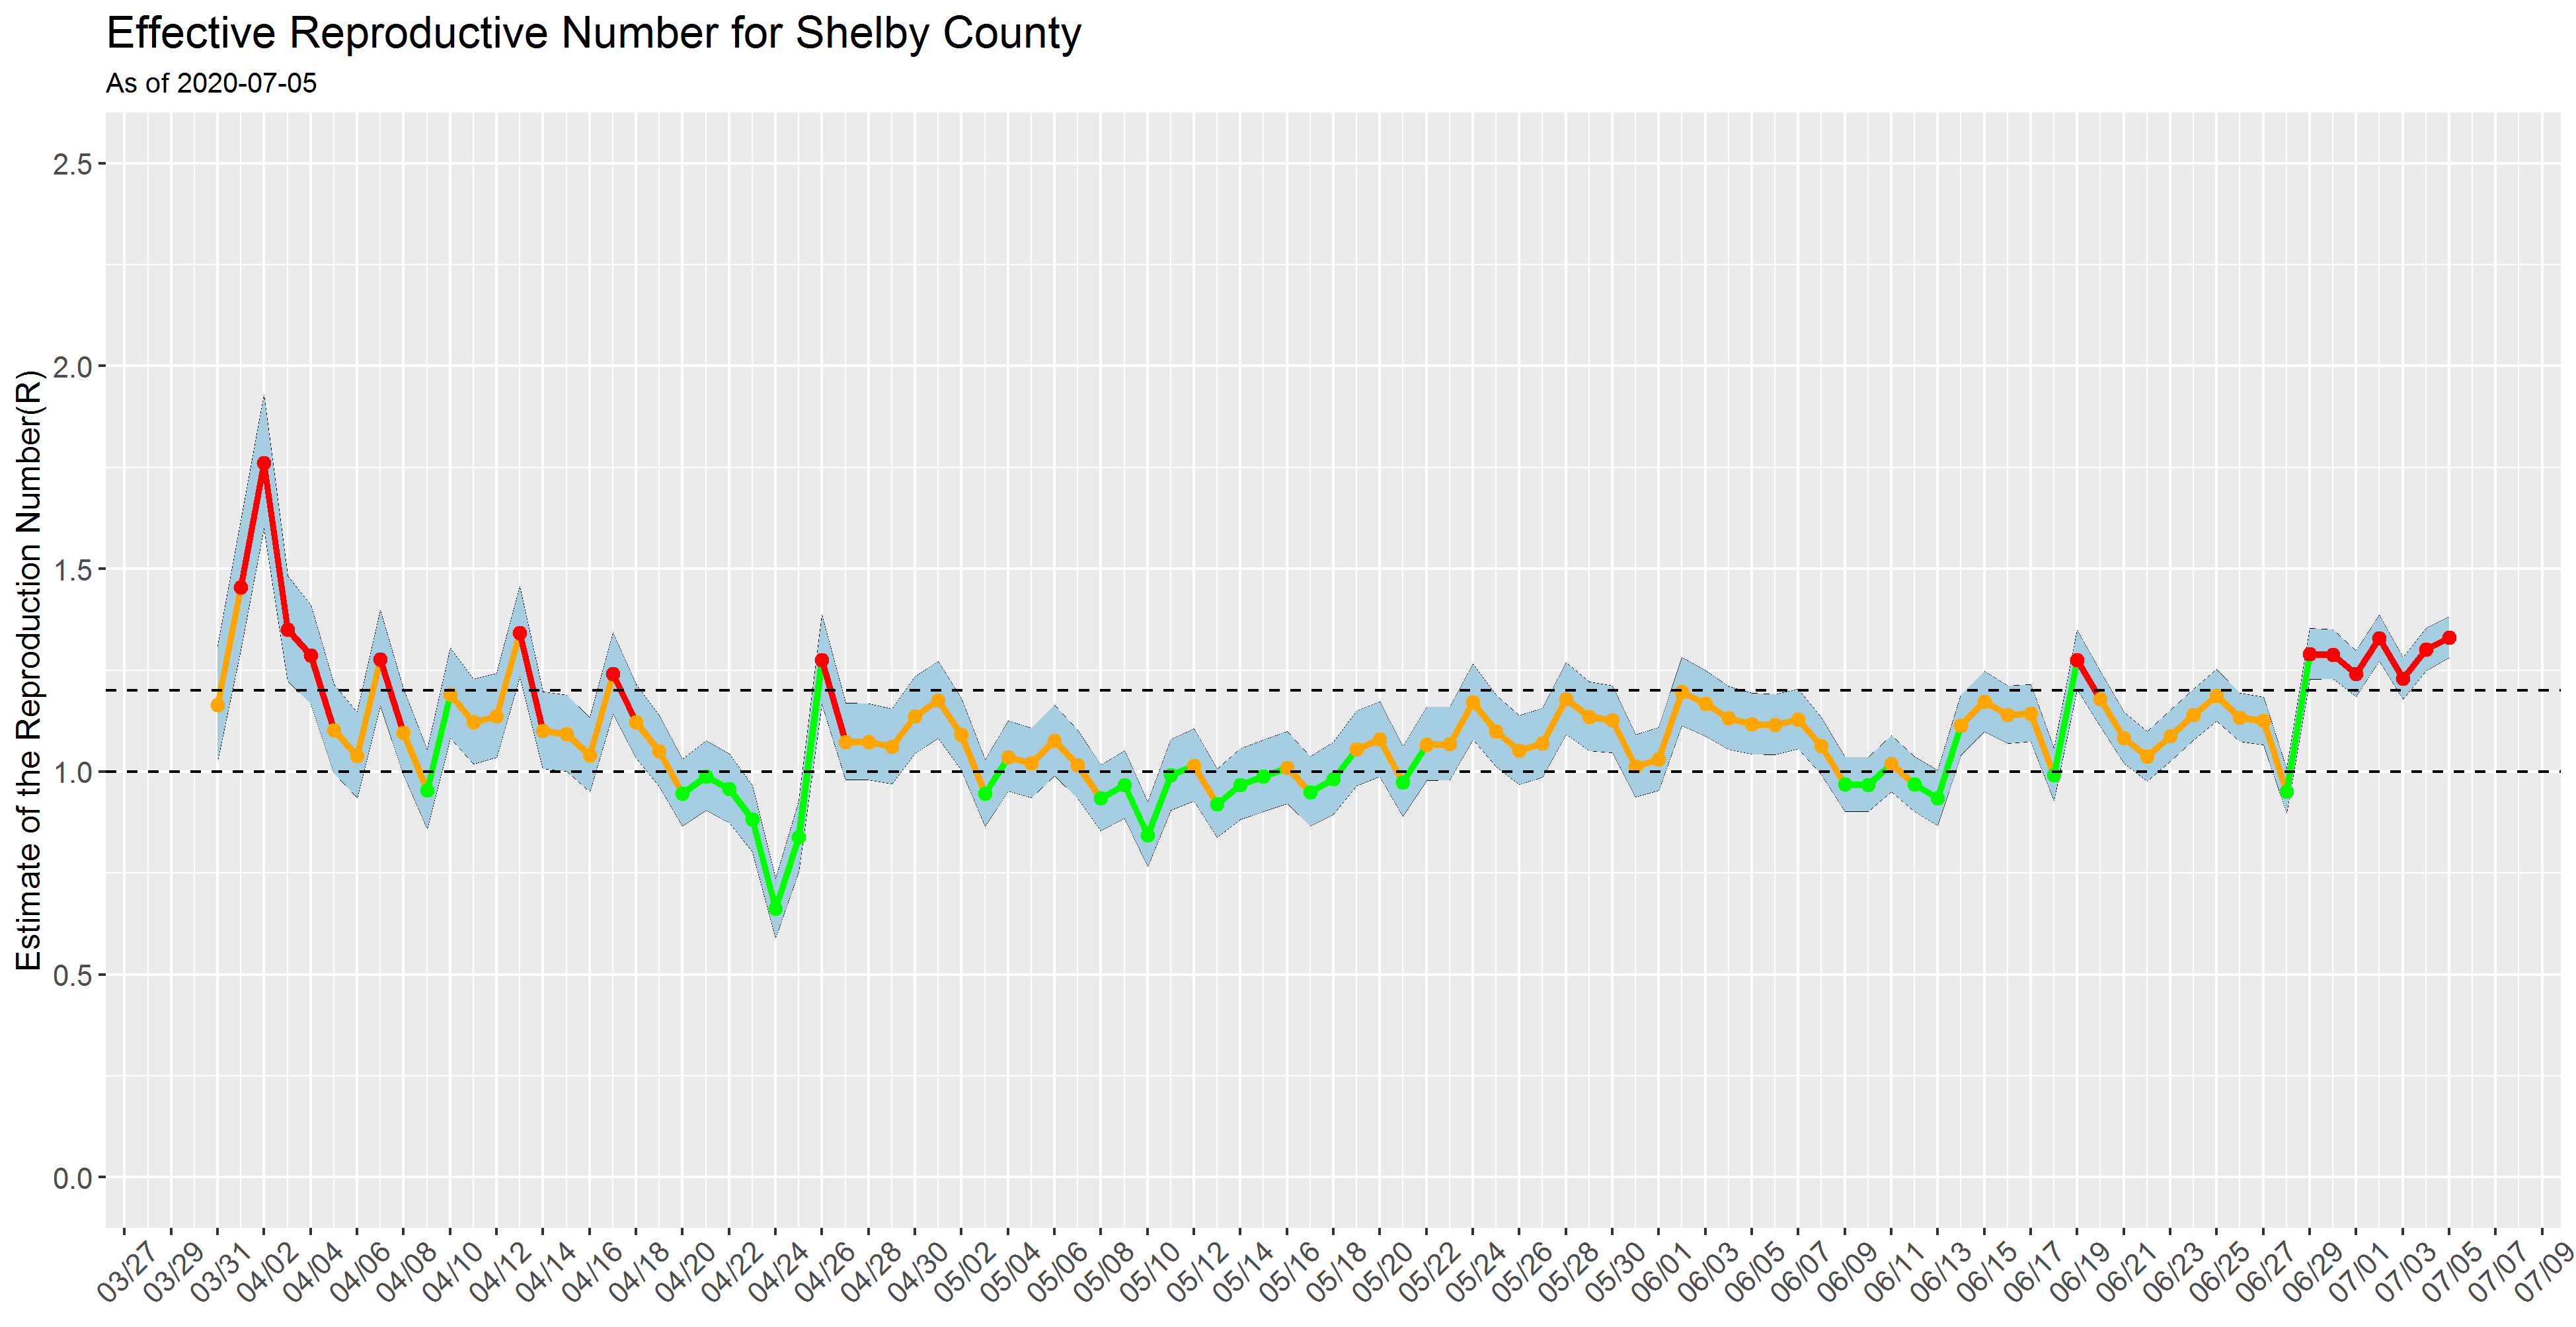 Effective Reproductive Number for Shelby County
As of 2020-07-05
Estimate of the Reproduction Number(R)
2.5
2.0
1.5
1.0
0.5
0.0
03/27 03/29 03/31 04/02 04/04 04/06 04/08 04/10 04/12 04/14 04/16 04/18 04/20 04/22 04/24 04/26 04/28 04/30 05/02 05/04 05/06 05/08 05/10 05/12 05/14 05/16 05/18 05/20 05/22 05/24 05/26 05/28 05/30 06/01 06/03 06/05 06/07 06/09 06/11 06/13 06/15 06/17 06/19 06/21 06/23 06/25 06/27 06/29 07/01 07/03 07/05 07/07 07/09